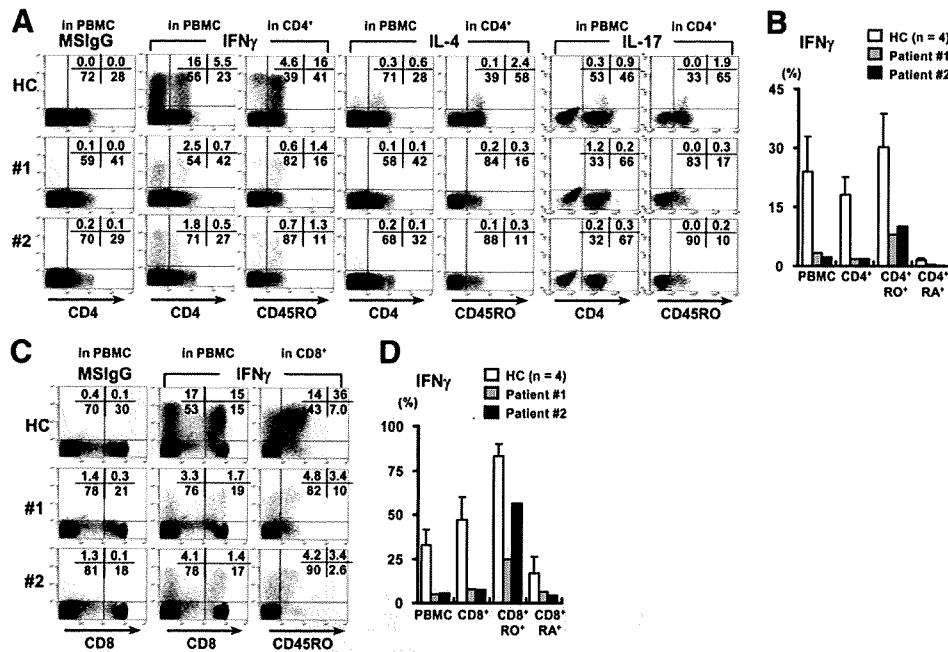 A
in PBMC
MSIgG
in PBMC in CD4⁺
IFNγ
in PBMC in CD4⁺
IL-4
in PBMC in CD4⁺
IL-17
HC
0.0 0.0
72 28
16 5.5
56 23
4.6 16
39 41
0.3 0.6
71 28
0.1 2.4
39 58
0.3 0.9
53 46
0.0 1.9
33 65
#1
0.1 0.0
59 41
2.5 0.7
54 42
0.6 1.4
82 16
0.1 0.1
58 42
0.2 0.3
84 16
1.2 0.2
33 66
0.0 0.0
83 17
#2
0.2 0.1
70 29
1.8 0.5
71 27
0.7 1.3
87 11
0.2 0.1
68 32
0.1 0.3
88 11
0.2 0.3
32 67
0.0 0.2
90 10
CD4
CD4
CD45RO
CD4
CD45RO
CD4
CD45RO
B
IFNγ
HC (n = 4)
Patient #1
Patient #2
(%)
45
30
15
0
PBMC CD4⁺ CD4⁺ CD4⁺
RO⁺ RA⁺
C
in PBMC
MSIgG
in PBMC in CD8⁺
IFNγ
HC
0.4 0.1
70 30
17 15
53 15
14 36
43 7.0
#1
1.4 0.3
78 21
3.3 1.7
76 19
4.8 3.4
82 10
#2
1.3 0.1
81 18
4.1 1.4
78 17
4.2 3.4
90 2.6
CD8
CD8
CD45RO
D
IFNγ
HC (n = 4)
Patient #1
Patient #2
(%)
100
75
50
25
0
PBMC CD8⁺ CD8⁺ CD8⁺
RO⁺ RA⁺